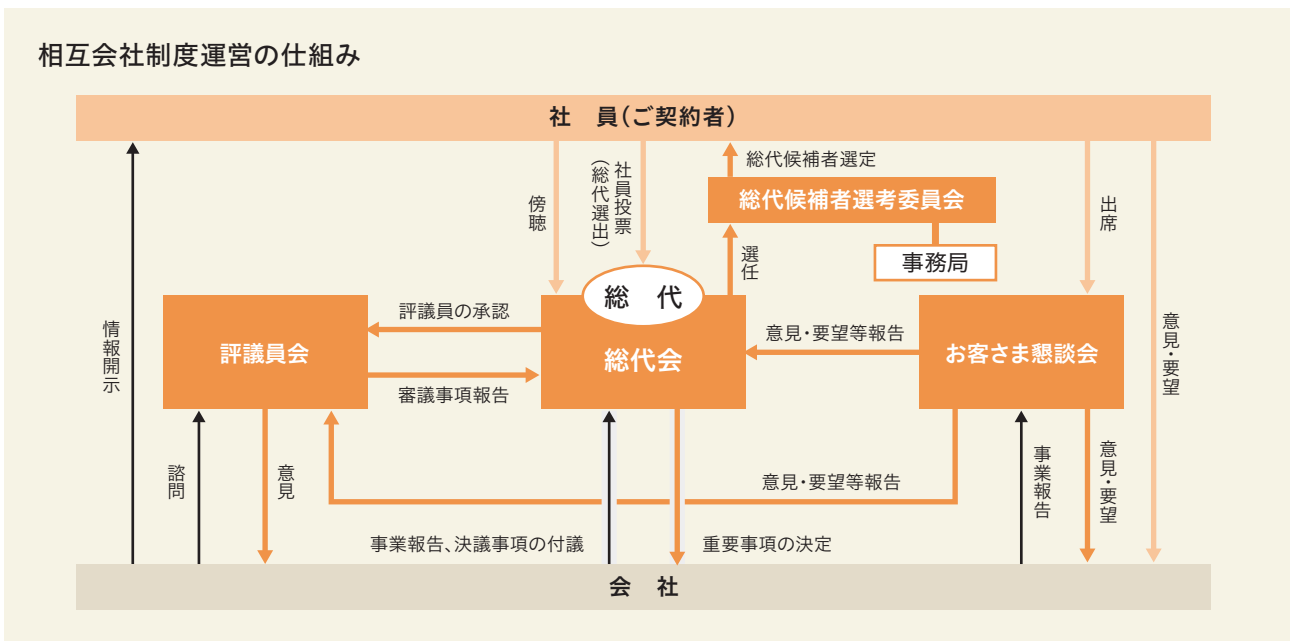 相互会社制度運営の仕組み
社　員（ご契約者）
総代候補者選定
総代候補者選考委員会
事務局
傍聴
社員投票
（総代選出）
選任
出席
意見・要望
情報開示
総　代
総代会
評議員会
お客さま懇談会
評議員の承認
審議事項報告
意見・要望等報告
諮問
意見
意見・要望等報告
事業報告
意見・要望
事業報告、決議事項の付議
重要事項の決定
会　社